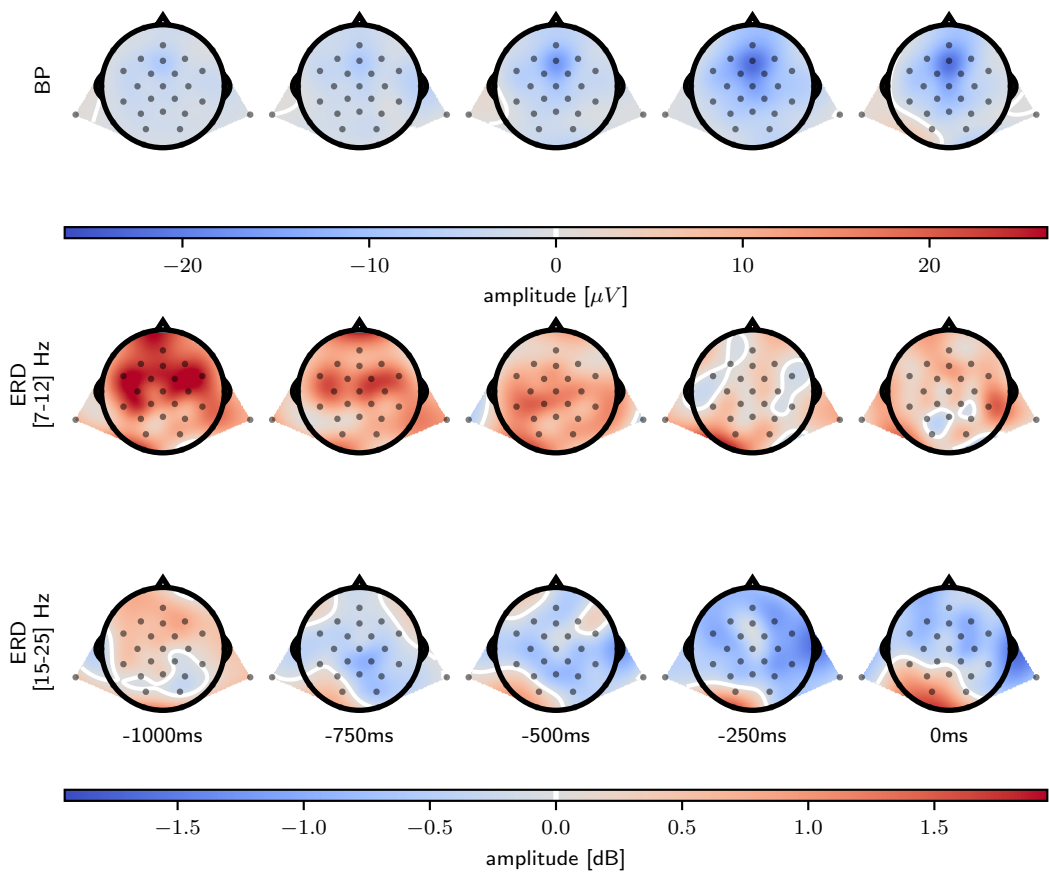 BP
−20 −10 0 10 20
amplitude [μV]
ERD
[7-12] Hz
ERD
[15-25] Hz
-1000ms -750ms -500ms -250ms 0ms
−1.5 −1.0 −0.5 0.0 0.5 1.0 1.5
amplitude [dB]